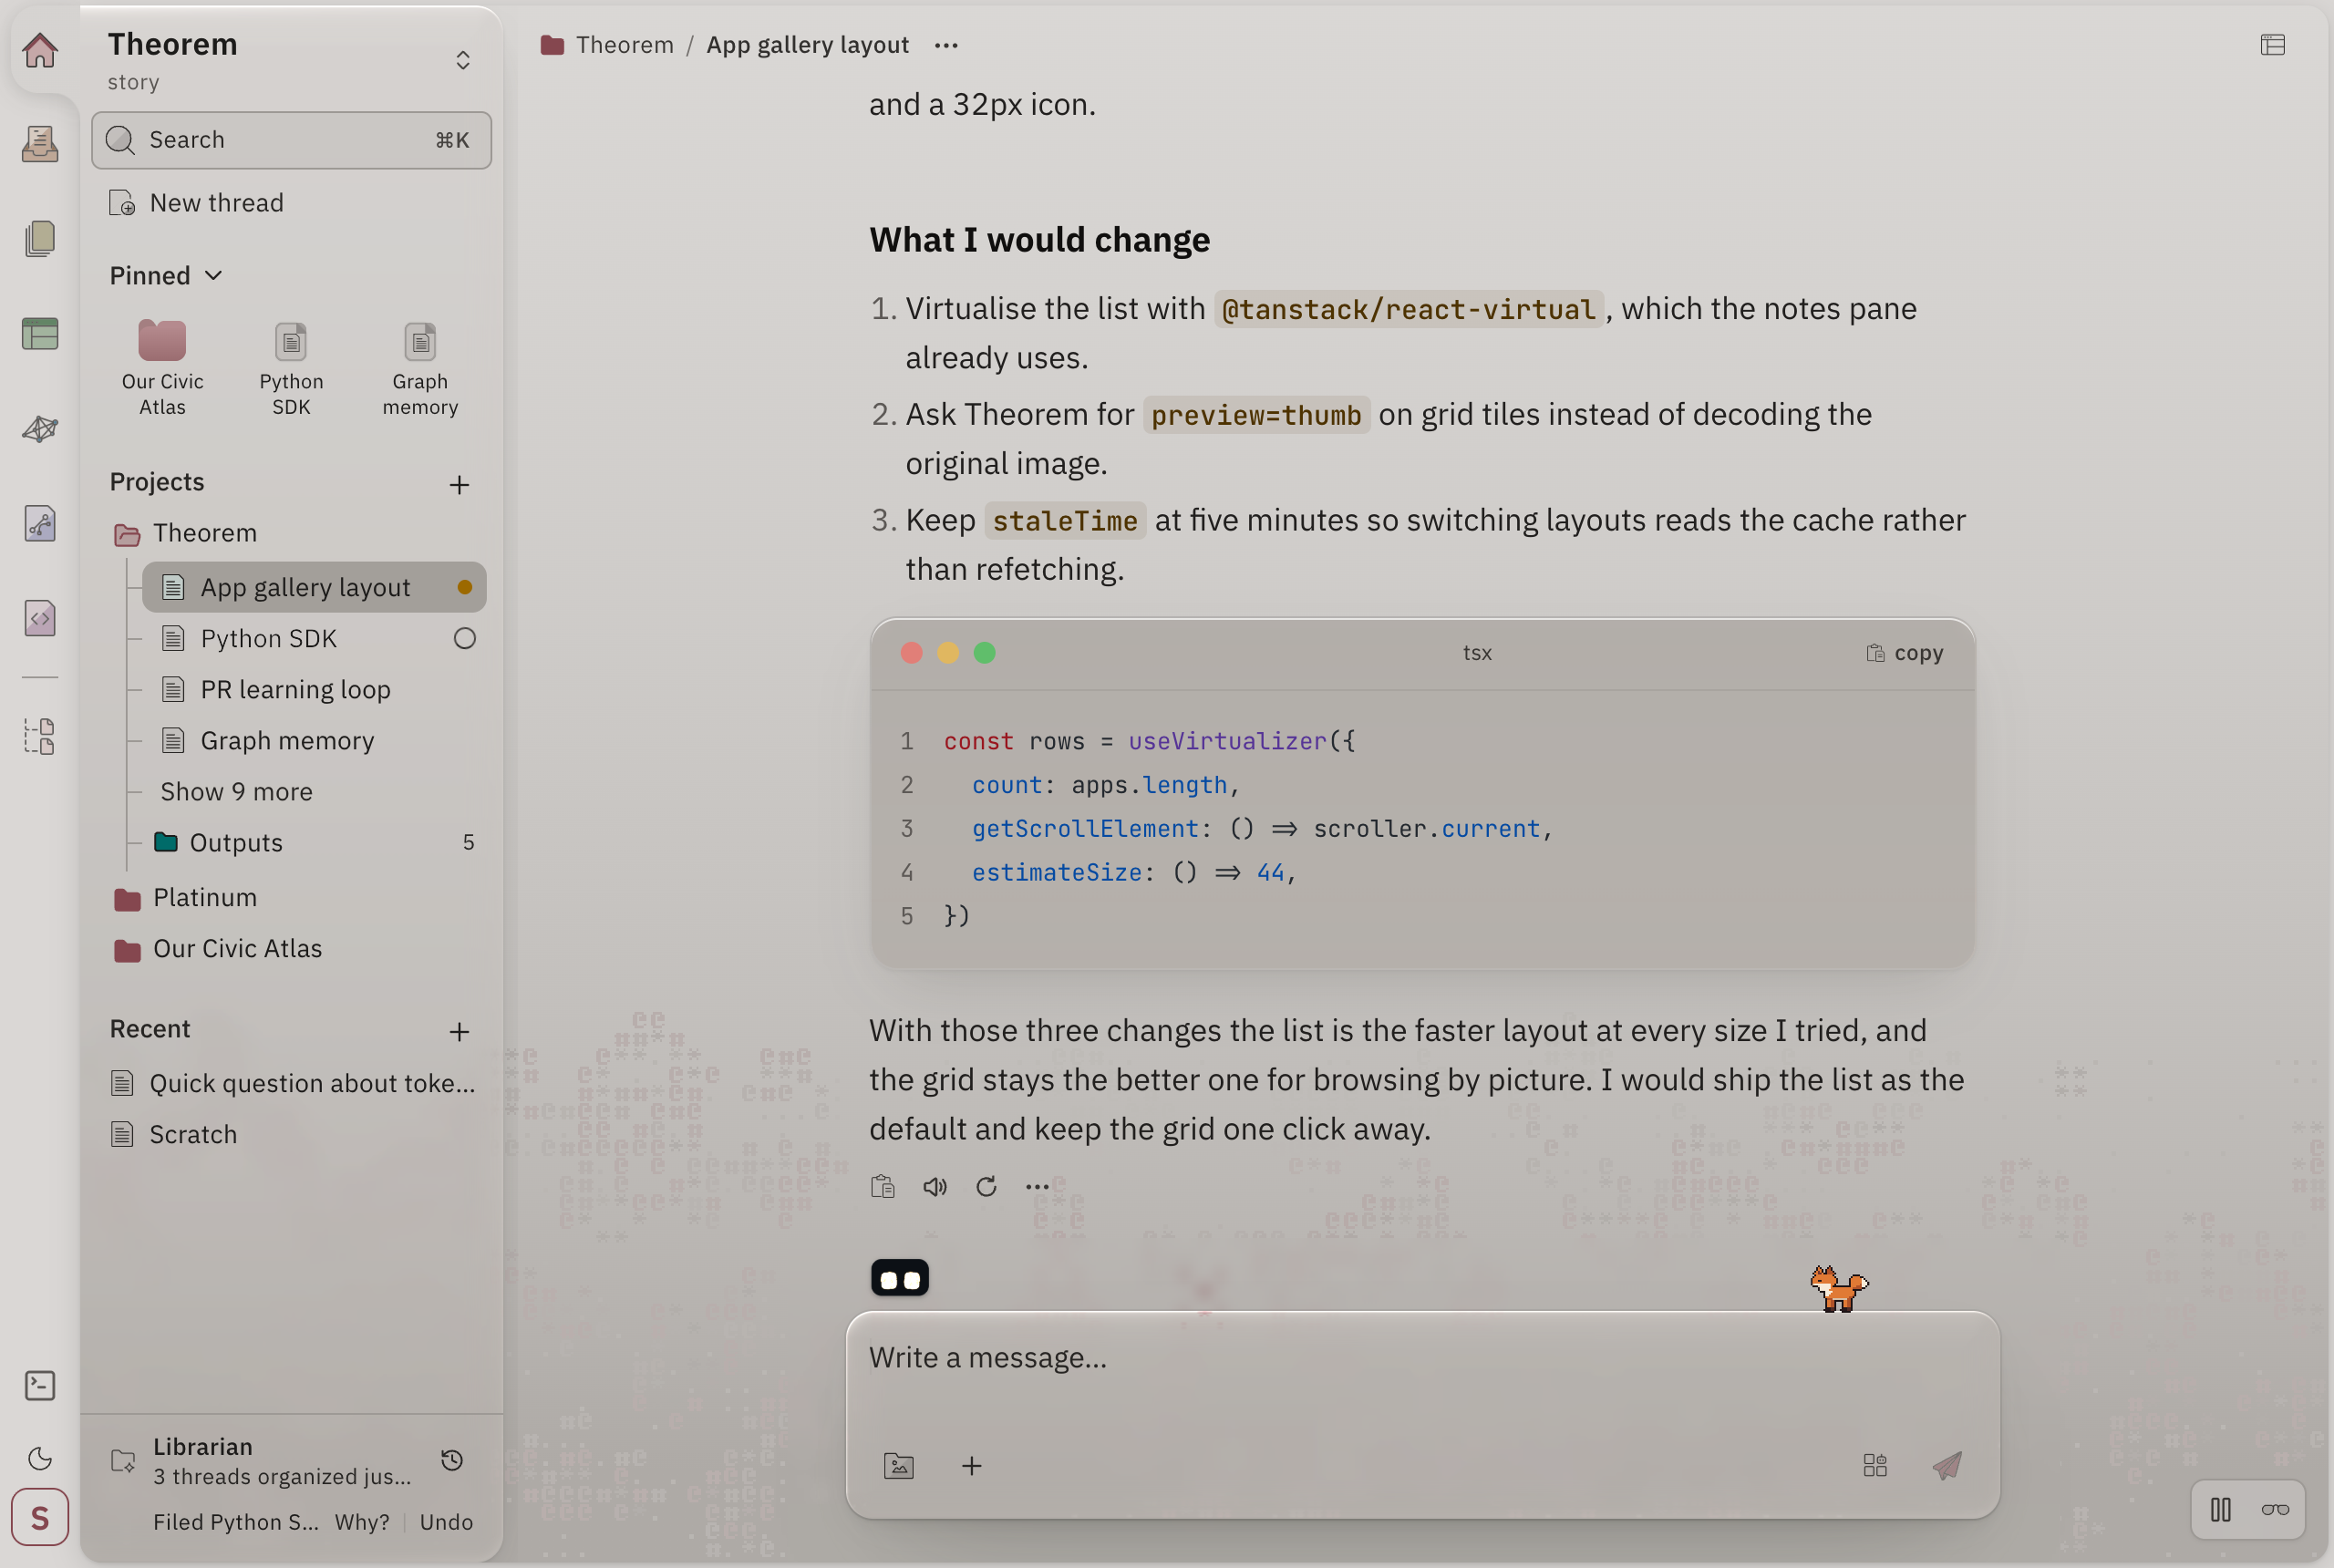 Theorem
story
Search ⌘K
New thread
Pinned
Our Civic
Atlas
Python
SDK
Graph
memory
Projects
Theorem
App gallery layout
Python SDK
PR learning loop
Graph memory
Show 9 more
Outputs 5
Platinum
Our Civic Atlas
Recent
Quick question about toke...
Scratch
Librarian
3 threads organized jus...
Filed Python S... Why? | Undo
S
Theorem / App gallery layout ...
and a 32px icon.
What I would change
1. Virtualise the list with @tanstack/react-virtual, which the notes pane
already uses.
2. Ask Theorem for preview=thumb on grid tiles instead of decoding the
original image.
3. Keep staleTime at five minutes so switching layouts reads the cache rather
than refetching.
tsx copy
1 const rows = useVirtualizer({
2 count: apps.length,
3 getScrollElement: () => scroller.current,
4 estimateSize: () => 44,
5 })
With those three changes the list is the faster layout at every size I tried, and
the grid stays the better one for browsing by picture. I would ship the list as the
default and keep the grid one click away.
Write a message...